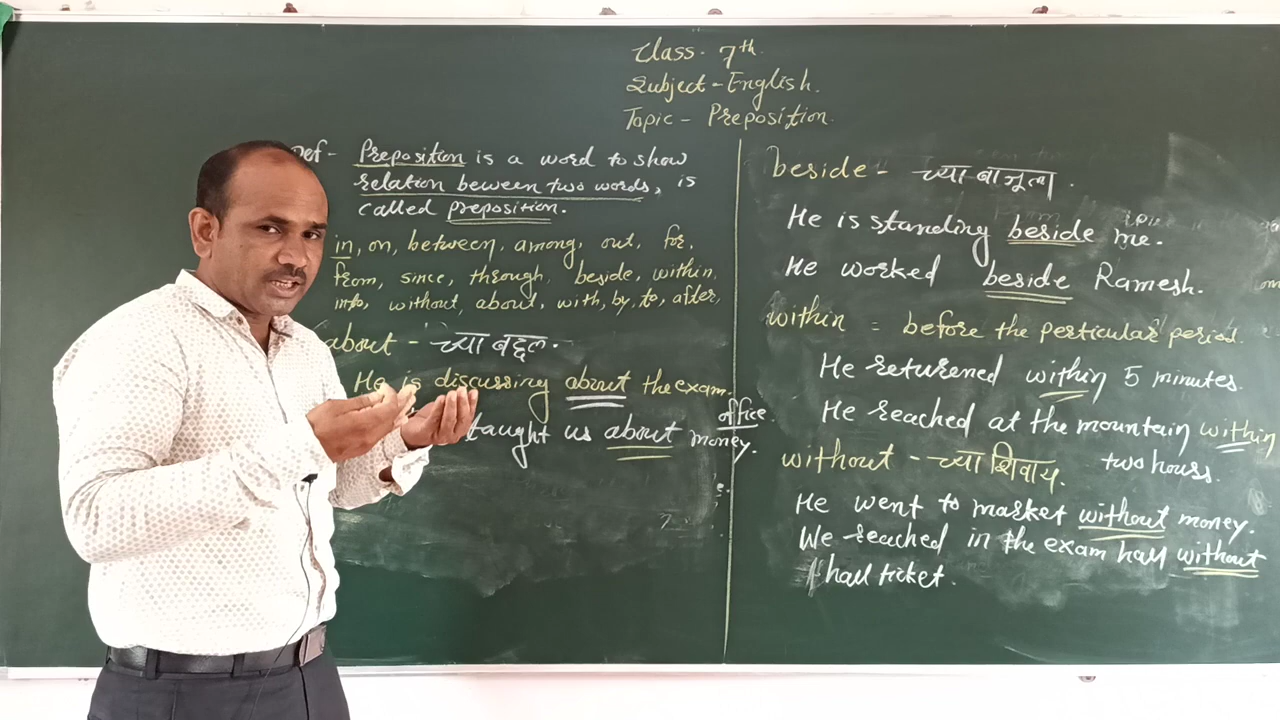 Class- 7th.
Subject - English.
Topic - Preposition.
Def - Preposition is a word to show
relation beween two words, is
called preposition.
in, on, between, among, out, for,
from, since, through, beside, within,
into, without, about, with, by, to, after,
about - च्या बद्दल.
He is discussing about the exam.
taught us about money.
office
beside - च्या बाजूला.
He is standing beside me.
He worked beside Ramesh.
within = before the perticular period.
He returened within 5 minutes.
He reached at the mountain within
two hours.
without - च्या शिवाय.
He went to market without money.
We reached in the exam hall without
hall ticket.